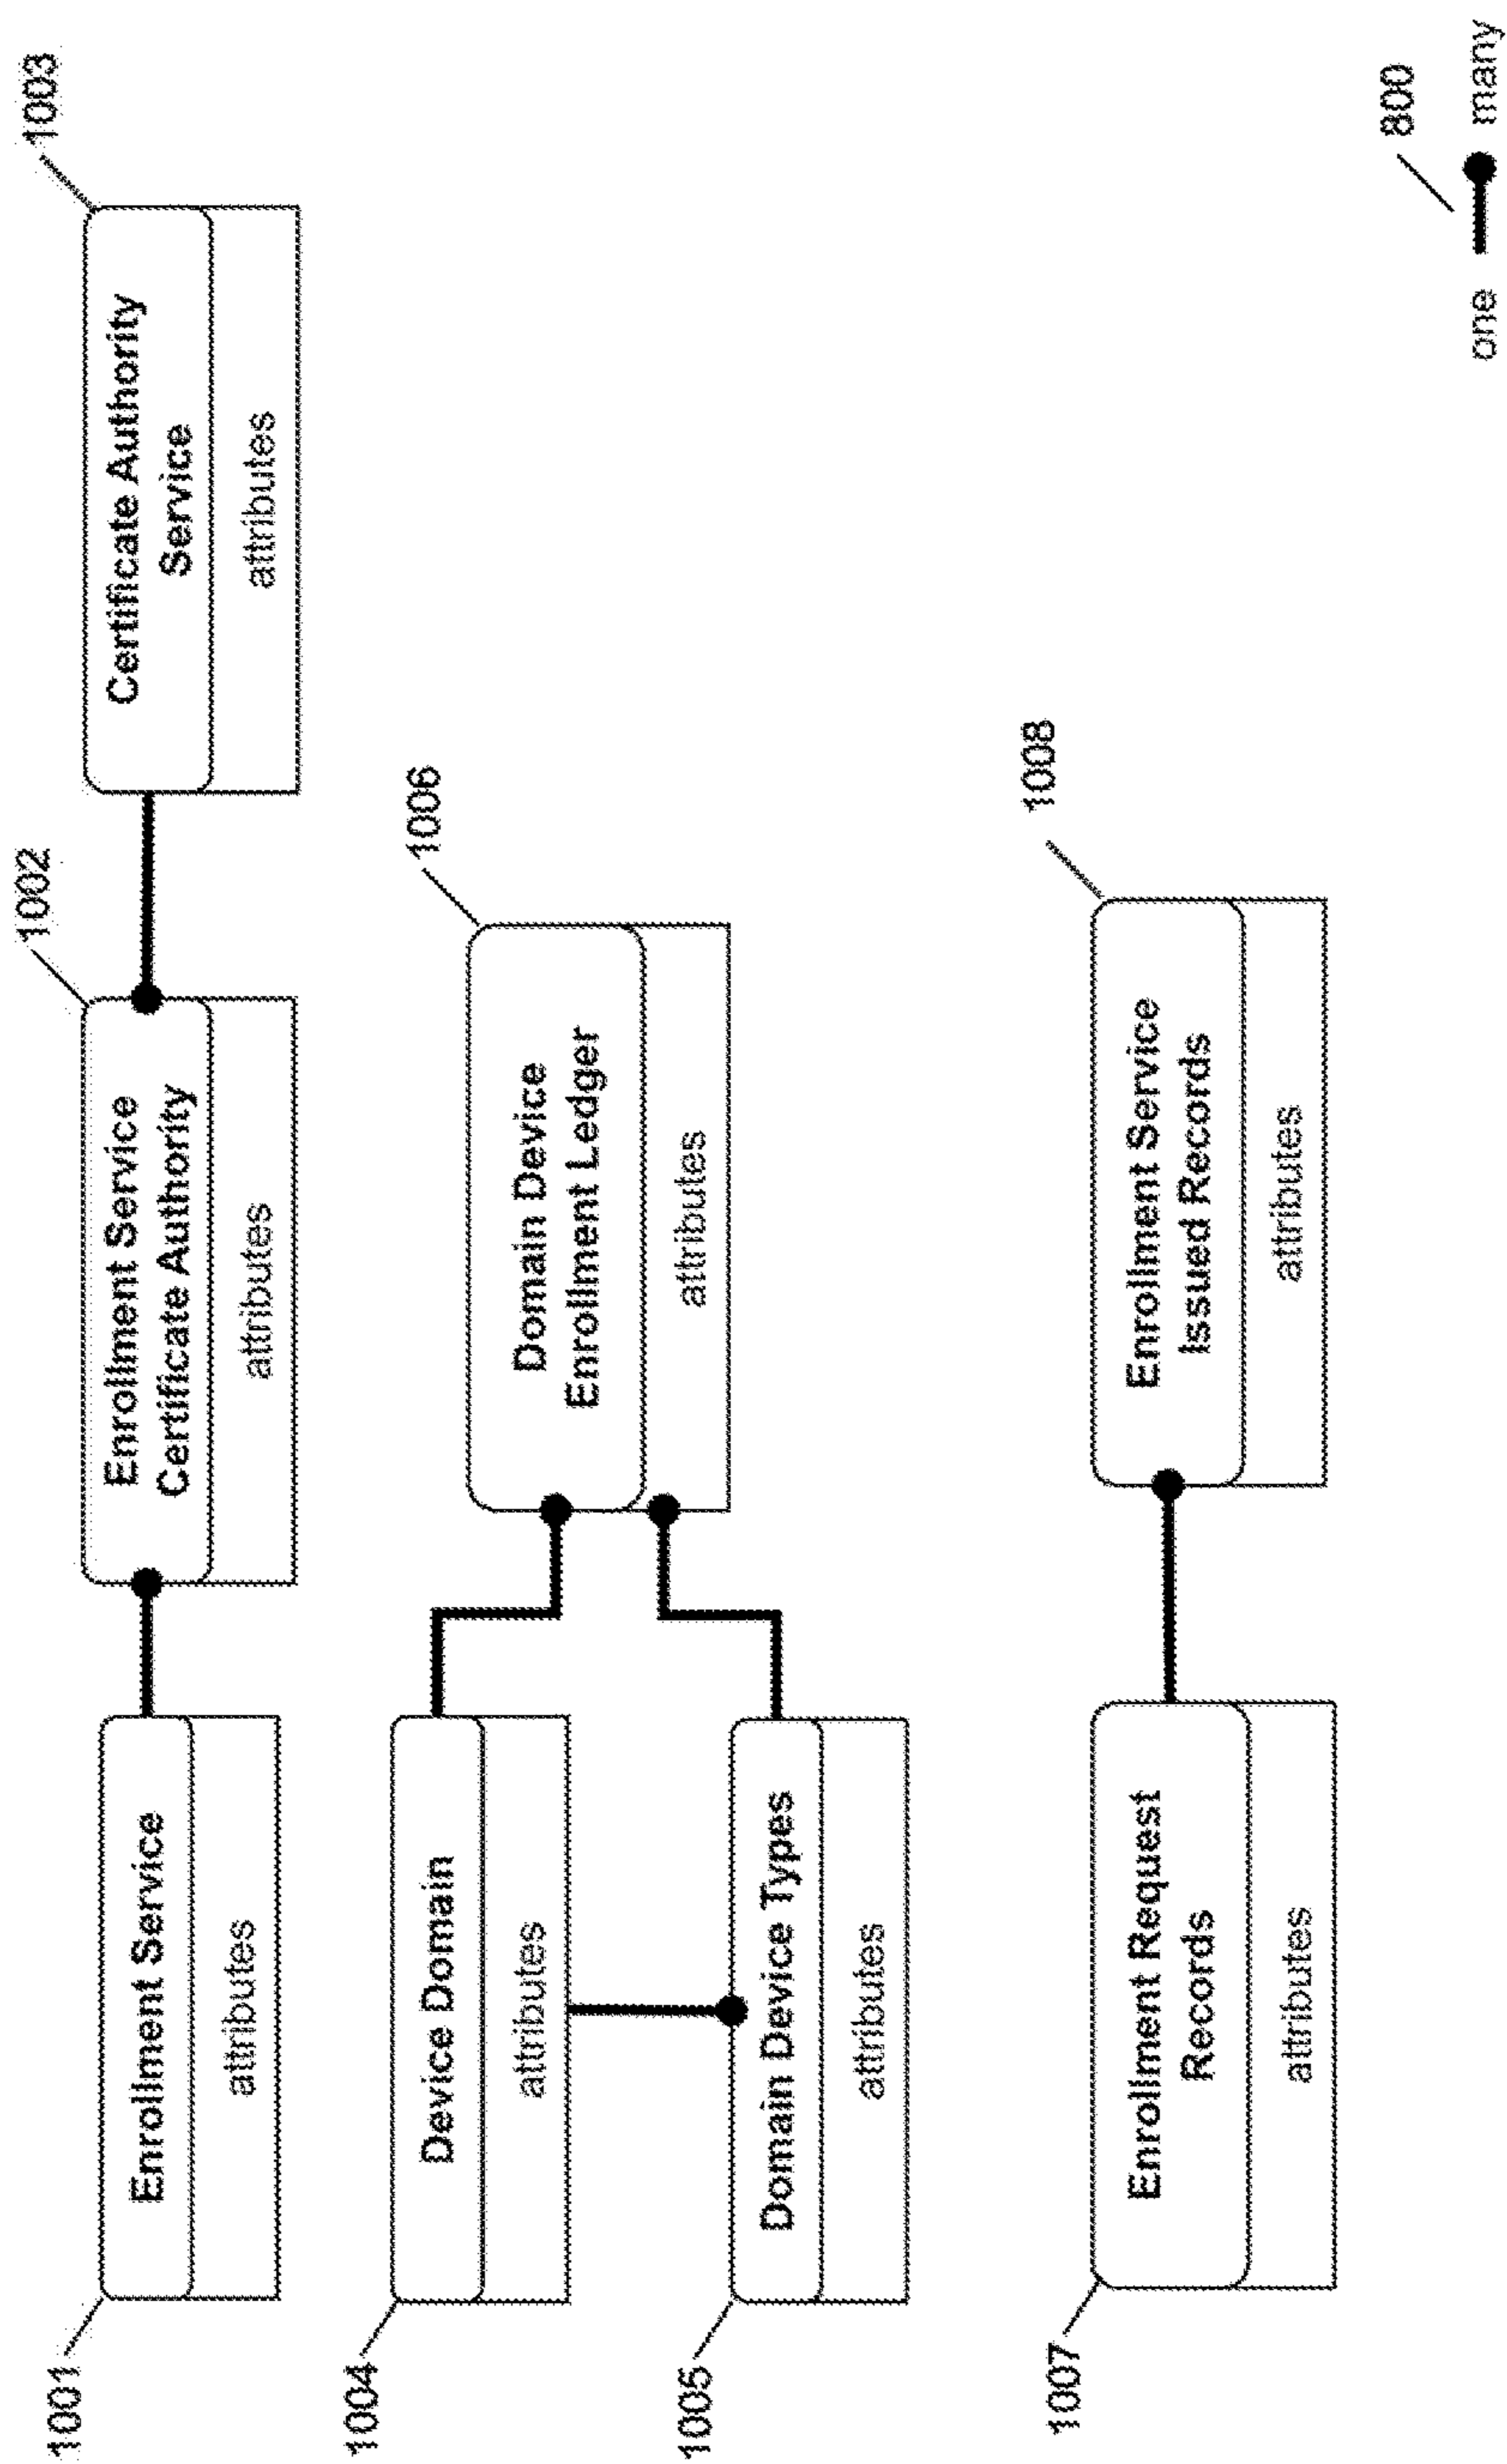 1001
Enrollment Service
attributes
1002
Enrollment Service
Certificate Authority
attributes
1003
Certificate Authority
Service
attributes
1004
Device Domain
attributes
1005
Domain Device Types
attributes
1006
Domain Device
Enrollment Ledger
attributes
1007
Enrollment Request
Records
attributes
1008
Enrollment Service
Issued Records
attributes
800
one many